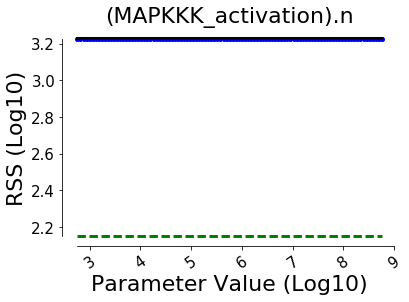 (MAPKKK_activation).n
RSS (Log10)
3.2
3.0
2.8
2.6
2.4
2.2
3 4 5 6 7 8 9
Parameter Value (Log10)